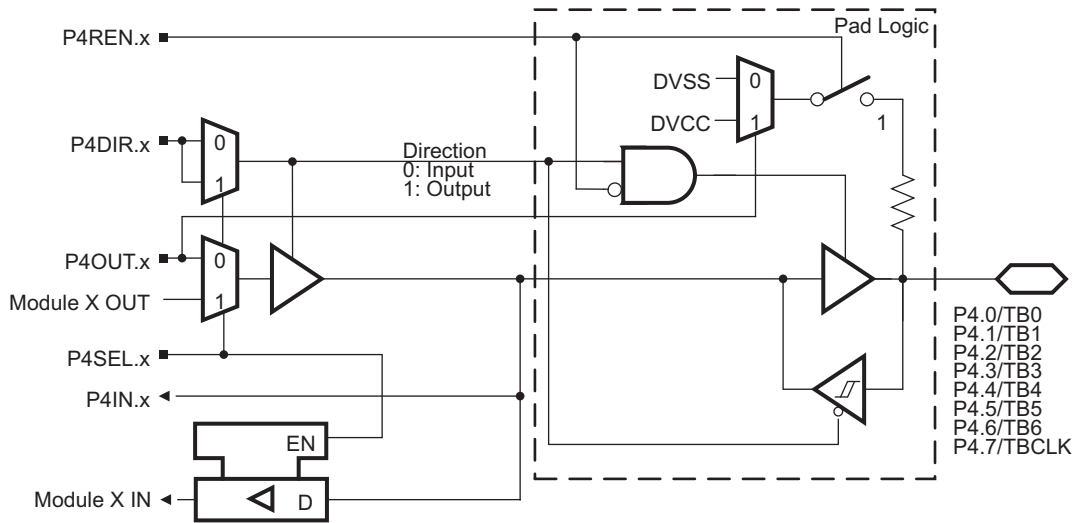 Pad Logic
P4REN.x
DVSS
0
DVCC
1
1
P4DIR.x
0
1
Direction
0: Input
1: Output
P4OUT.x
0
Module X OUT
1
P4SEL.x
P4IN.x
EN
Module X IN
D
P4.0/TB0
P4.1/TB1
P4.2/TB2
P4.3/TB3
P4.4/TB4
P4.5/TB5
P4.6/TB6
P4.7/TBCLK